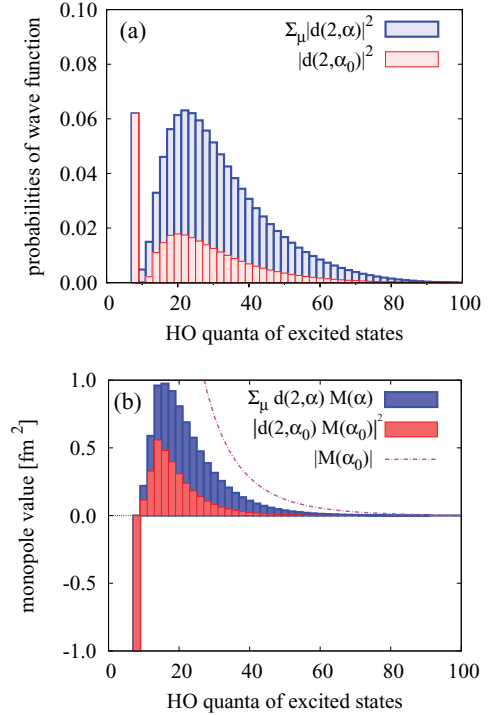 (a)
Σμ|d(2,α)|²
|d(2,α₀)|²
probabilities of wave function
0.10
0.08
0.06
0.04
0.02
0.00
0 20 40 60 80 100
HO quanta of excited states
(b)
Σμ d(2,α) M(α)
|d(2,α₀) M(α₀)|²
|M(α₀)|
monopole value [fm²]
1.0
0.5
0.0
-0.5
-1.0
0 20 40 60 80 100
HO quanta of excited states